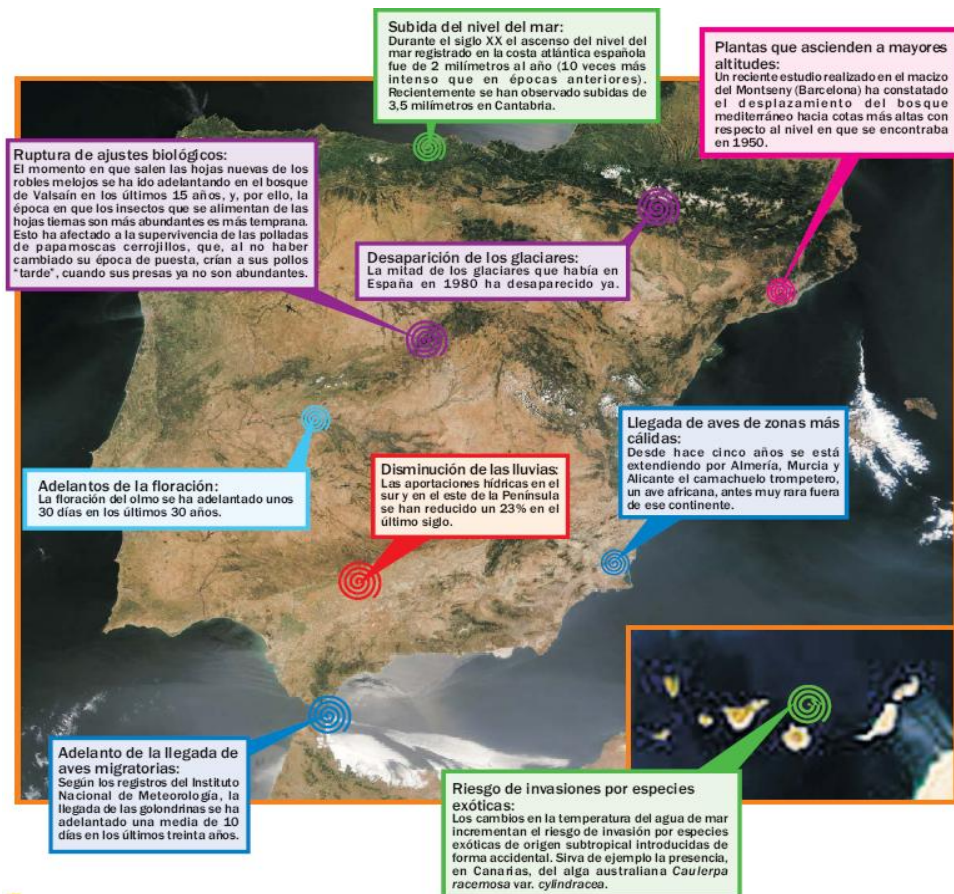 Subida del nivel del mar:
Durante el siglo XX el ascenso del nivel del
mar registrado en la costa atlántica española
fue de 2 milímetros al año (10 veces más
intenso que en épocas anteriores).
Recientemente se han observado subidas de
3,5 milímetros en Cantabria.
Plantas que ascienden a mayores
altitudes:
Un reciente estudio realizado en el macizo
del Montseny (Barcelona) ha constatado
el desplazamiento del bosque
mediterráneo hacia cotas más altas con
respecto al nivel en que se encontraba
en 1950.
Ruptura de ajustes biológicos:
El momento en que salen las hojas nuevas de los
robles melojos se ha ido adelantando en el bosque
de Valsaín en los últimos 15 años, y, por ello, la
época en que los insectos que se alimentan de las
hojas tiernas son más abundantes es más temprana.
Esto ha afectado a la supervivencia de las polladas
de papamoscas cerrojillos, que, al no haber
cambiado su época de puesta, crían a sus pollos
"tarde", cuando sus presas ya no son abundantes.
Desaparición de los glaciares:
La mitad de los glaciares que había en
España en 1980 ha desaparecido ya.
Llegada de aves de zonas más
cálidas:
Desde hace cinco años se está
extendiendo por Almería, Murcia y
Alicante el camachuelo trompetero,
un ave africana, antes muy rara fuera
de ese continente.
Adelantos de la floración:
La floración del olmo se ha adelantado unos
30 días en los últimos 30 años.
Disminución de las lluvias:
Las aportaciones hídricas en el
sur y en el este de la Península
se han reducido un 23% en el
último siglo.
Adelanto de la llegada de
aves migratorias:
Según los registros del Instituto
Nacional de Meteorología, la
llegada de las golondrinas se ha
adelantado una media de 10
días en los últimos treinta años.
Riesgo de invasiones por especies
exóticas:
Los cambios en la temperatura del agua de mar
incrementan el riesgo de invasión por especies
exóticas de origen subtropical introducidas de
forma accidental. Sirva de ejemplo la presencia,
en Canarias, del alga australiana Caulerpa
racemosa var. cylindracea.